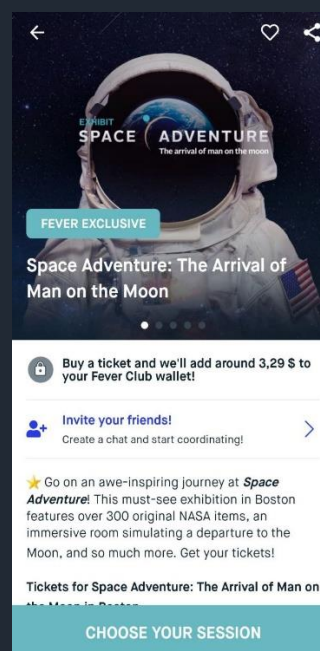 EXHIBIT
SPACE ADVENTURE
The arrival of man on the moon
FEVER EXCLUSIVE
Space Adventure: The Arrival of
Man on the Moon
Buy a ticket and we'll add around 3,29 $ to
your Fever Club wallet!
Invite your friends!
Create a chat and start coordinating!
⭐ Go on an awe-inspiring journey at Space
Adventure! This must-see exhibition in Boston
features over 300 original NASA items, an
immersive room simulating a departure to the
Moon, and so much more. Get your tickets!
Tickets for Space Adventure: The Arrival of Man on
the Moon in Boston
CHOOSE YOUR SESSION